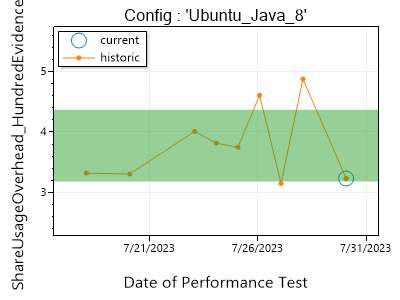 Config : 'Ubuntu_Java_8'
current
historic
ShareUsageOverhead_HundredEvidence
5
4
3
7/21/2023
7/26/2023
7/31/2023
Date of Performance Test